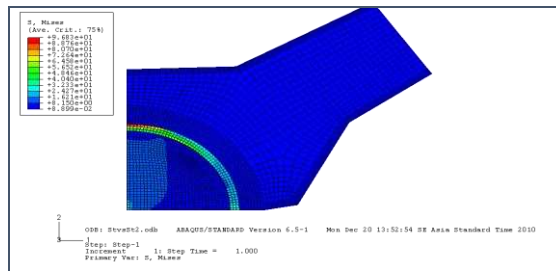 S, Mises
(Ave. Crit.: 75%)
+9.683e+01
+8.876e+01
+8.070e+01
+7.264e+01
+6.458e+01
+5.652e+01
+4.846e+01
+4.040e+01
+3.233e+01
+2.427e+01
+1.621e+01
+8.150e+00
+8.899e-02
2
3
1
ODB: StvsSt2.odb ABAQUS/STANDARD Version 6.5-1 Mon Dec 20 13:52:54 SE Asia Standard Time 2010
Step: Step-1
Increment 1: Step Time = 1.000
Primary Var: S, Mises